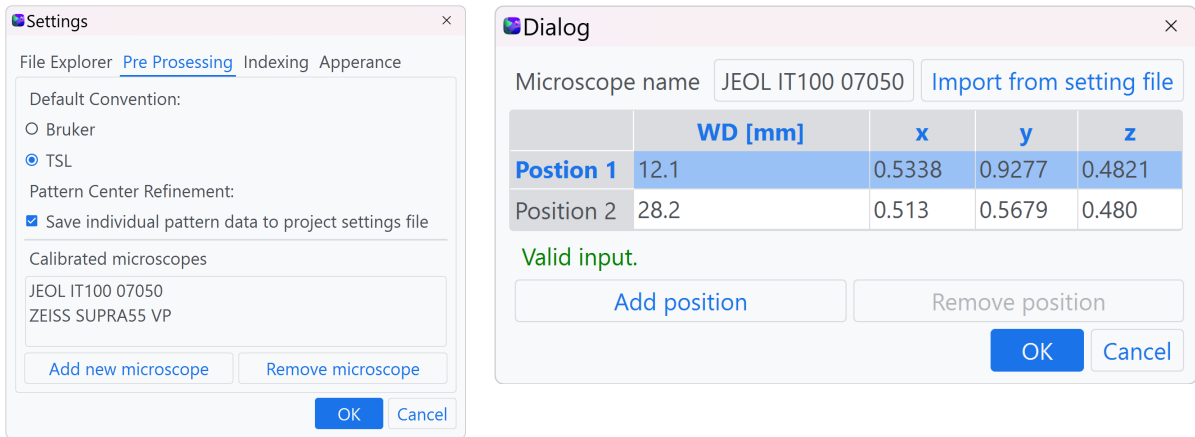 Settings
File Explorer Pre Prosessing Indexing Apperance
Default Convention:
Bruker
TSL
Pattern Center Refinement:
Save individual pattern data to project settings file
Calibrated microscopes
JEOL IT100 07050
ZEISS SUPRA55 VP
Add new microscope Remove microscope
OK Cancel
Dialog
Microscope name JEOL IT100 07050 Import from setting file
WD [mm] x y z
Postion 1 12.1 0.5338 0.9277 0.4821
Position 2 28.2 0.513 0.5679 0.480
Valid input.
Add position Remove position
OK Cancel